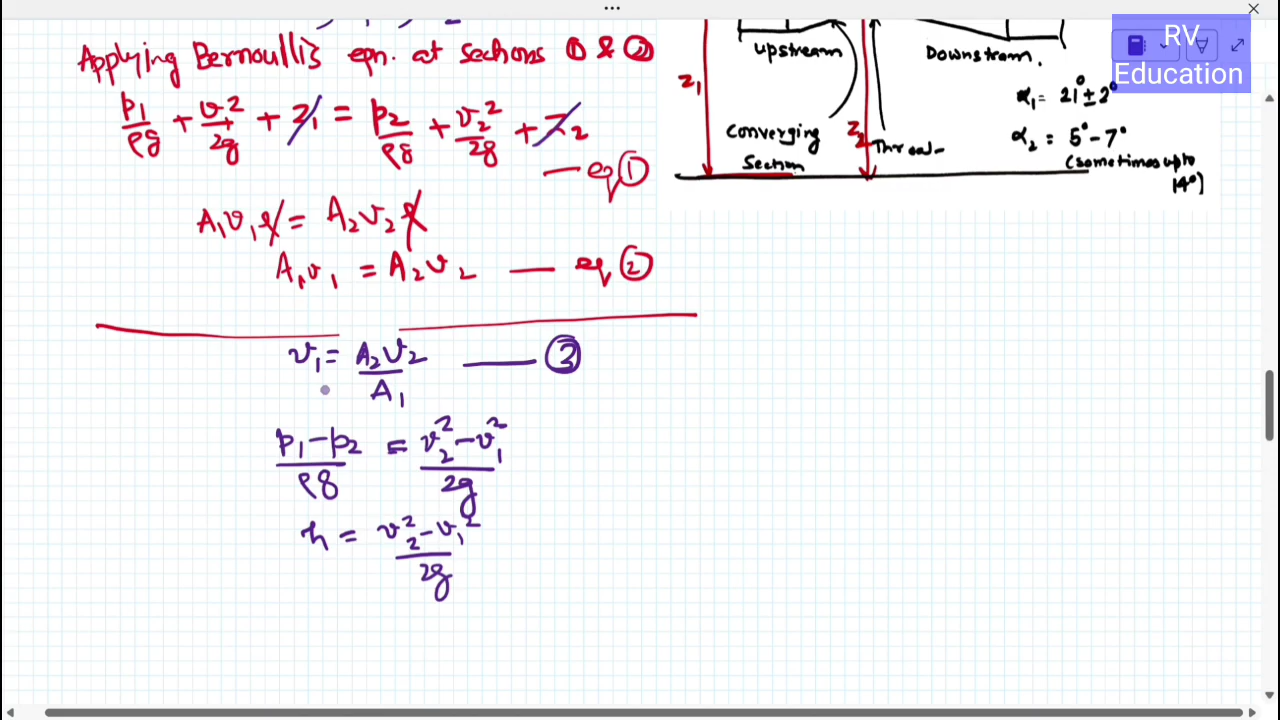 Applying Bernoulli's eqn. at sections ① & ②
p₁/ρg + v₁²/2g + z₁ = p₂/ρg + v₂²/2g + z₂
— eq ①
A₁v₁ρ = A₂v₂ρ
A₁v₁ = A₂v₂ — eq ②
v₁ = A₂v₂/A₁ — ③
p₁-p₂/ρg = v₂²-v₁²/2g
h = v₂²-v₁²/2g
upstream
Downstream.
z₁
α₁ = 21° ± 2°
Converging
Section
z₂
Throat
α₂ = 5° - 7°
(sometimes upto
14°)
RV
Education